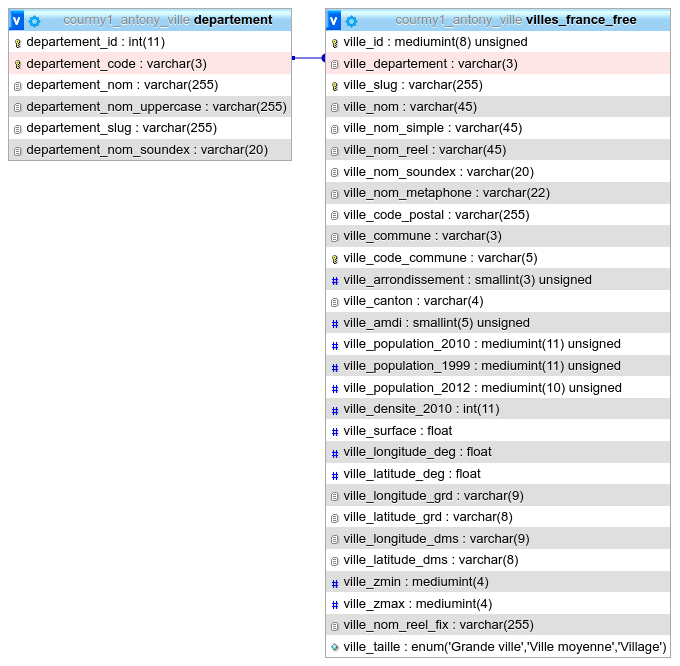 courmy1_antony_ville departement
departement_id : int(11)
departement_code : varchar(3)
departement_nom : varchar(255)
departement_nom_uppercase : varchar(255)
departement_slug : varchar(255)
departement_nom_soundex : varchar(20)
courmy1_antony_ville villes_france_free
ville_id : mediumint(8) unsigned
ville_departement : varchar(3)
ville_slug : varchar(255)
ville_nom : varchar(45)
ville_nom_simple : varchar(45)
ville_nom_reel : varchar(45)
ville_nom_soundex : varchar(20)
ville_nom_metaphone : varchar(22)
ville_code_postal : varchar(255)
ville_commune : varchar(3)
ville_code_commune : varchar(5)
ville_arrondissement : smallint(3) unsigned
ville_canton : varchar(4)
ville_amdi : smallint(5) unsigned
ville_population_2010 : mediumint(11) unsigned
ville_population_1999 : mediumint(11) unsigned
ville_population_2012 : mediumint(10) unsigned
ville_densite_2010 : int(11)
ville_surface : float
ville_longitude_deg : float
ville_latitude_deg : float
ville_longitude_grd : varchar(9)
ville_latitude_grd : varchar(8)
ville_longitude_dms : varchar(9)
ville_latitude_dms : varchar(8)
ville_zmin : mediumint(4)
ville_zmax : mediumint(4)
ville_nom_reel_fix : varchar(255)
ville_taille : enum('Grande ville','Ville moyenne','Village')